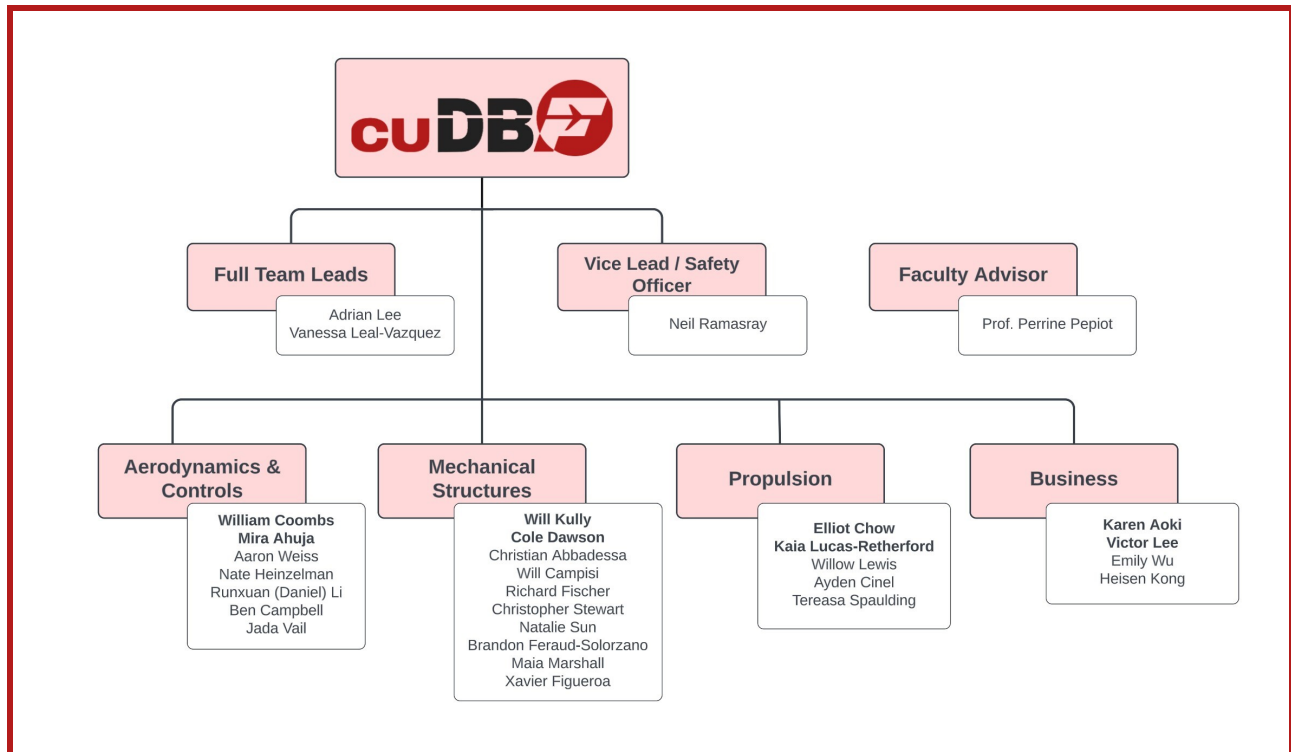 cuDBF
Full Team Leads
Adrian Lee
Vanessa Leal-Vazquez
Vice Lead / Safety
Officer
Neil Ramasray
Faculty Advisor
Prof. Perrine Pepiot
Aerodynamics &
Controls
William Coombs
Mira Ahuja
Aaron Weiss
Nate Heinzelman
Runxuan (Daniel) Li
Ben Campbell
Jada Vail
Mechanical
Structures
Will Kully
Cole Dawson
Christian Abbadessa
Will Campisi
Richard Fischer
Christopher Stewart
Natalie Sun
Brandon Feraud-Solorzano
Maia Marshall
Xavier Figueroa
Propulsion
Elliot Chow
Kaia Lucas-Retherford
Willow Lewis
Ayden Cinel
Tereasa Spaulding
Business
Karen Aoki
Victor Lee
Emily Wu
Heisen Kong